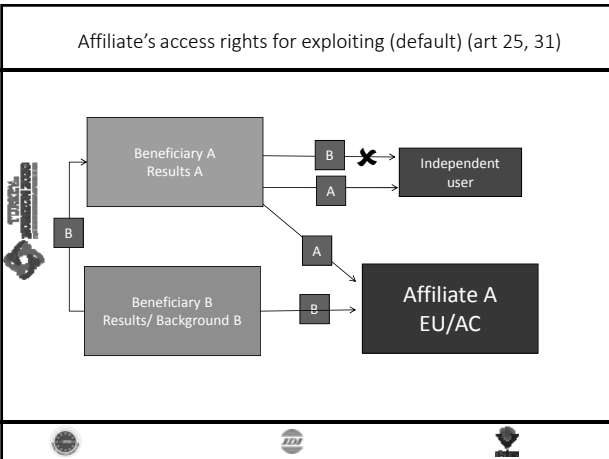 Affiliate's access rights for exploiting (default) (art 25, 31)
Beneficiary A
Results A
B
Independent
user
A
B
A
Beneficiary B
Results/ Background B
B
Affiliate A
EU/AC